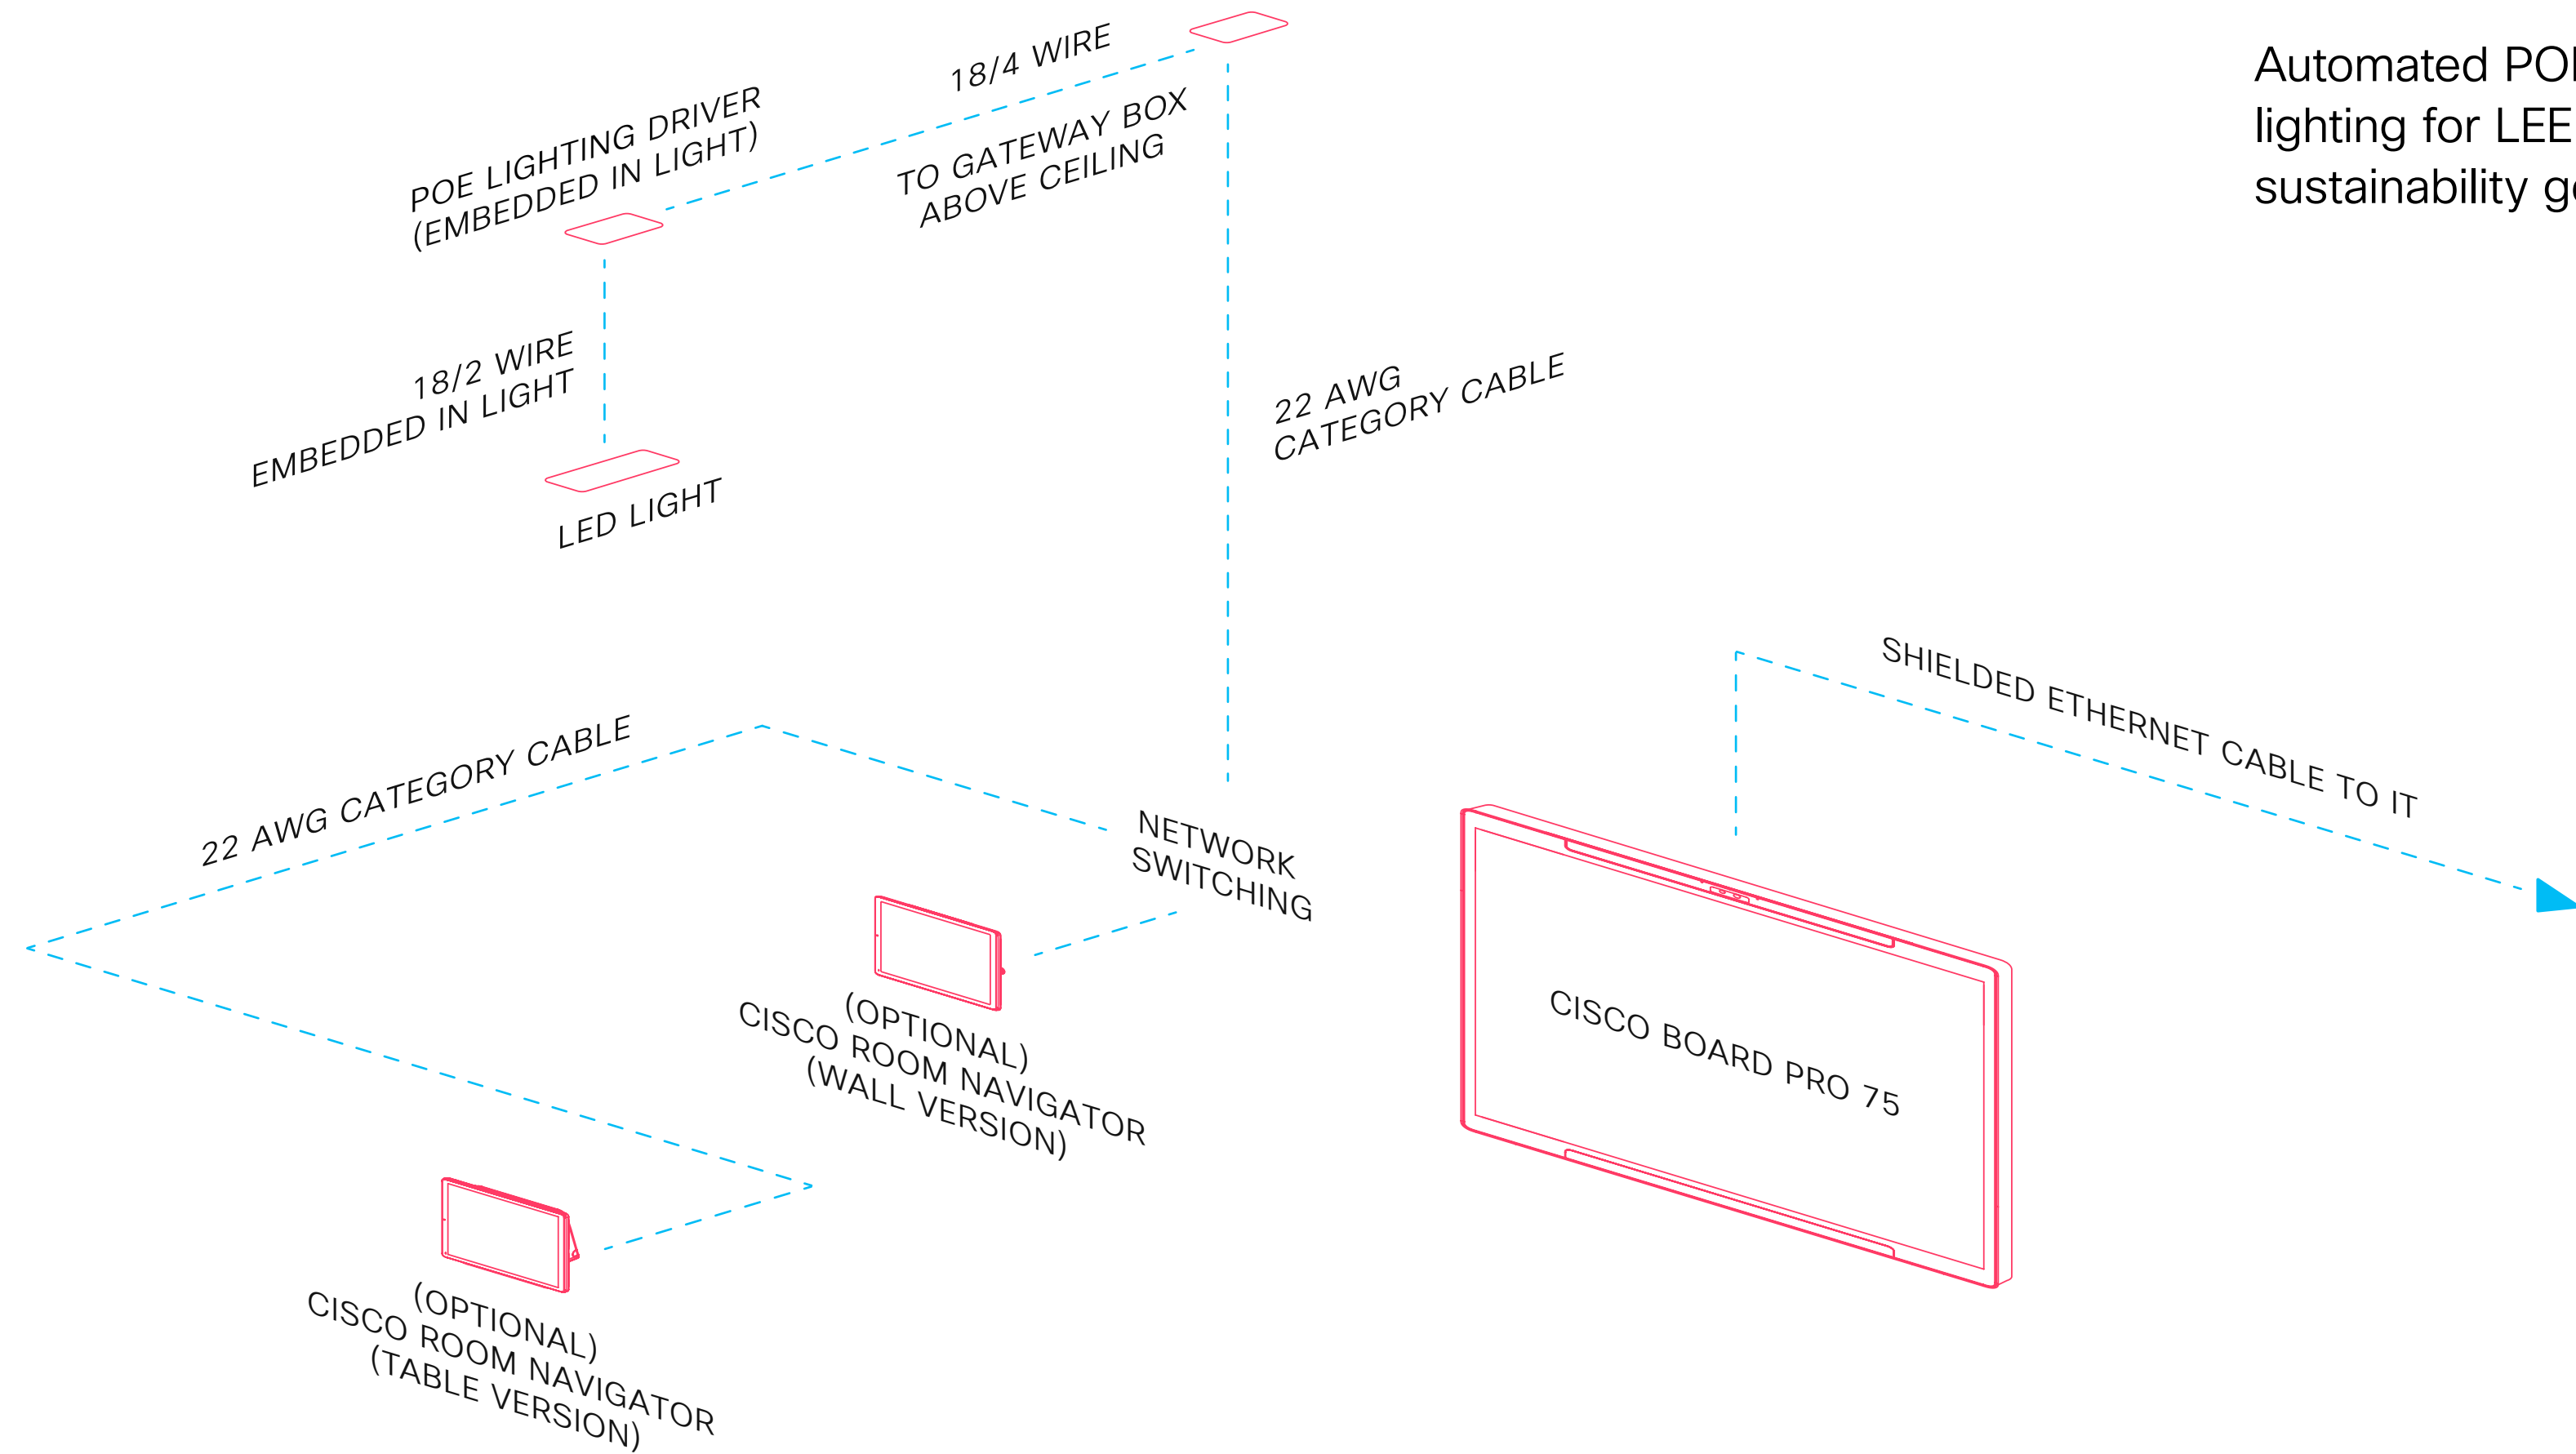 18/4 WIRE
TO GATEWAY BOX
ABOVE CEILING
POE LIGHTING DRIVER
(EMBEDDED IN LIGHT)
18/2 WIRE
EMBEDDED IN LIGHT
LED LIGHT
22 AWG
CATEGORY CABLE
Automated
lighting for
sustainability
22 AWG CATEGORY CABLE
NETWORK
SWITCHING
SHIELDED ETHERNET CABLE TO IT
(OPTIONAL)
CISCO ROOM NAVIGATOR
(WALL VERSION)
CISCO BOARD PRO 75
(OPTIONAL)
CISCO ROOM NAVIGATOR
(TABLE VERSION)